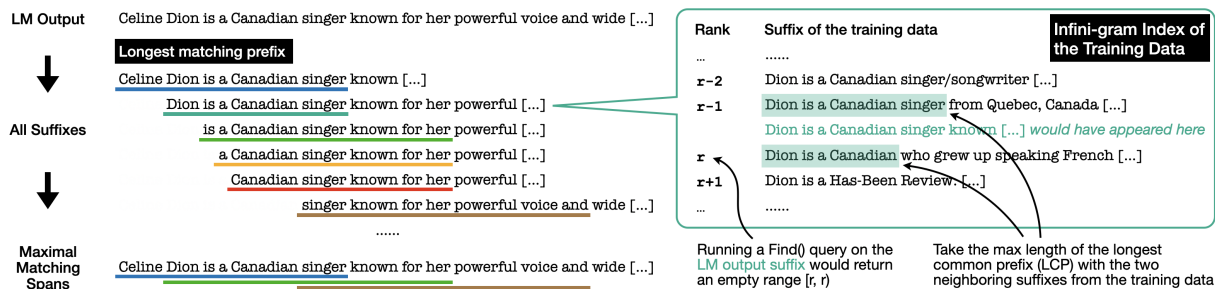 LM Output
Celine Dion is a Canadian singer known for her powerful voice and wide [...]
Longest matching prefix
Celine Dion is a Canadian singer known [...]
Dion is a Canadian singer known for her powerful [...]
All Suffixes
is a Canadian singer known for her powerful [...]
a Canadian singer known for her powerful [...]
Canadian singer known for her powerful [...]
singer known for her powerful voice and wide [...]
......
Maximal
Matching
Spans
Celine Dion is a Canadian singer known for her powerful voice and wide [...]
Infini-gram Index of
the Training Data
Rank
Suffix of the training data
...
......
r-2
Dion is a Canadian singer/songwriter [...]
r-1
Dion is a Canadian singer from Quebec, Canada [...]
Dion is a Canadian singer known [...] would have appeared here
r
Dion is a Canadian who grew up speaking French [...]
r+1
Dion is a Has-Been Review. [...]
...
......
Running a Find() query on the
LM output suffix would return
an empty range [r, r)
Take the max length of the longest
common prefix (LCP) with the two
neighboring suffixes from the training data